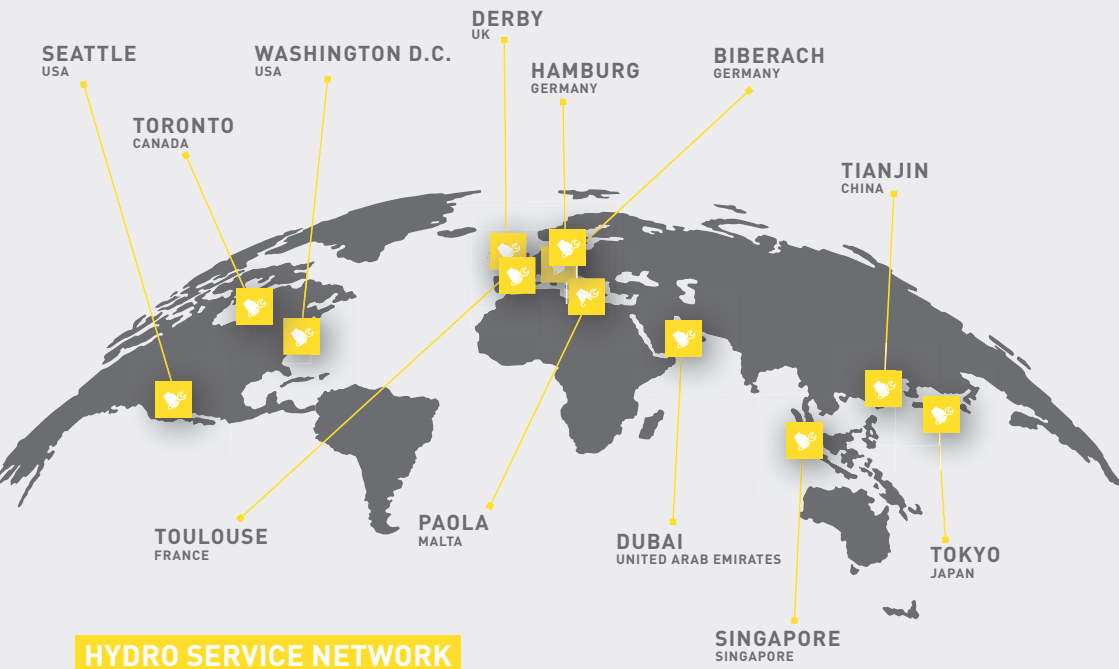 DERBY
UK
SEATTLE
USA
WASHINGTON D.C.
USA
HAMBURG
GERMANY
BIBERACH
GERMANY
TORONTO
CANADA
TIANJIN
CHINA
TOULOUSE
FRANCE
PAOLA
MALTA
DUBAI
UNITED ARAB EMIRATES
TOKYO
JAPAN
SINGAPORE
SINGAPORE
HYDRO SERVICE NETWORK